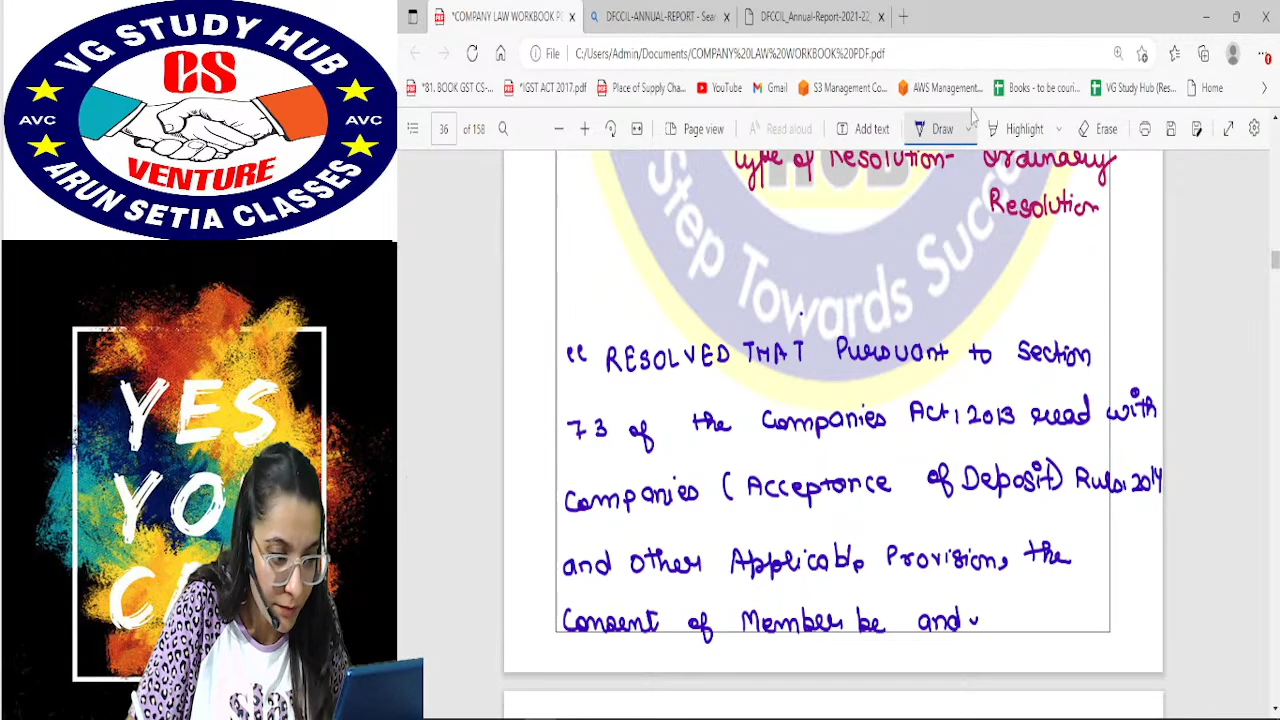 VG STUDY HUB
CS
AVC
AVC
VENTURE
ARUN SETIA CLASSES
YES
YO
C
*COMPANY LAW WORKBOOK
DFCCIL-ANNUAL-REPORT - Sear
DFCCIL_Annual-Report-2021-22
File
C:/Users/Admin/Documents/COMPANY%20LAW%20WORKBOOK%20PDF.pdf
*81. BOOK GST CQ
*IGST ACT 2017.pdf
Place of Supply Cha...
YouTube
Gmail
S3 Management Co...
AWS Management...
Books - to be couri...
Vg Study Hub (Res...
Home
36 of 158
Page view
Read aloud
Add text
Draw
Highlight
Erase
Type of Resolution- Ordinary
Resolution
Step Towards Succe
“ RESOLVED THAT Pursuant to Section
73 of the Companies Act, 2013 read with
Companies (Acceptance of Deposit) Rules, 2014
and Other Applicable Provision, the
Consent of Member be and